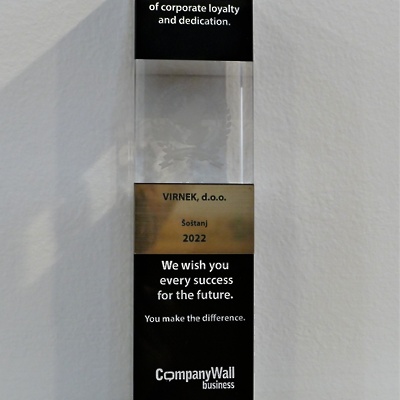 of corporate loyalty
and dedication.
VIRNEK, d.o.o.
Šoštanj
2022
We wish you
every success
for the future.
You make the difference.
CompanyWall
business